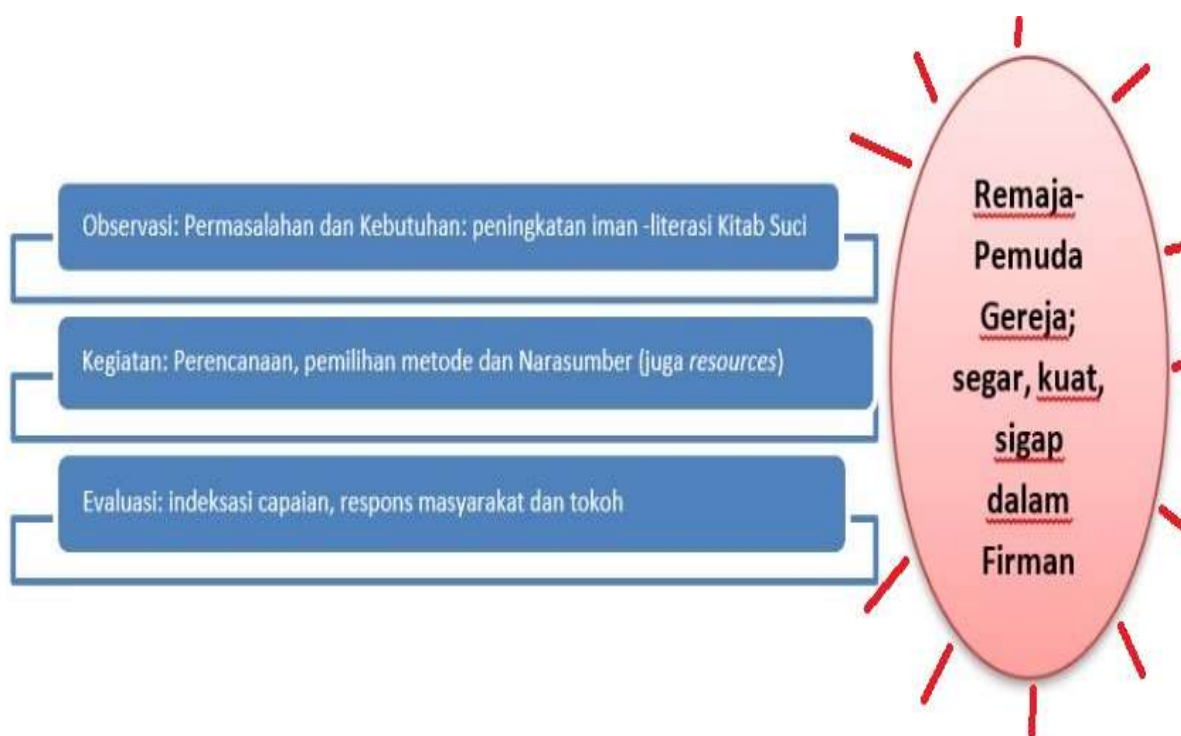 Observasi: Permasalahan dan Kebutuhan: peningkatan iman -literasi Kitab Suci
Kegiatan: Perencanaan, pemilihan metode dan Narasumber (juga resources)
Evaluasi: indeksasi capaian, respons masyarakat dan tokoh
Remaja-
Pemuda
Gereja;
segar, kuat,
sigap
dalam
Firman